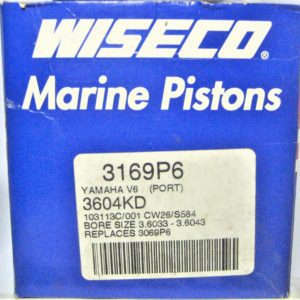 WISECO®
Marine Pistons
3169P6
YAMAHA V6 (PORT)
3604KD
103113C/001 CW26/S584
BORE SIZE 3.6033 - 3.6043
REPLACES 3069P6